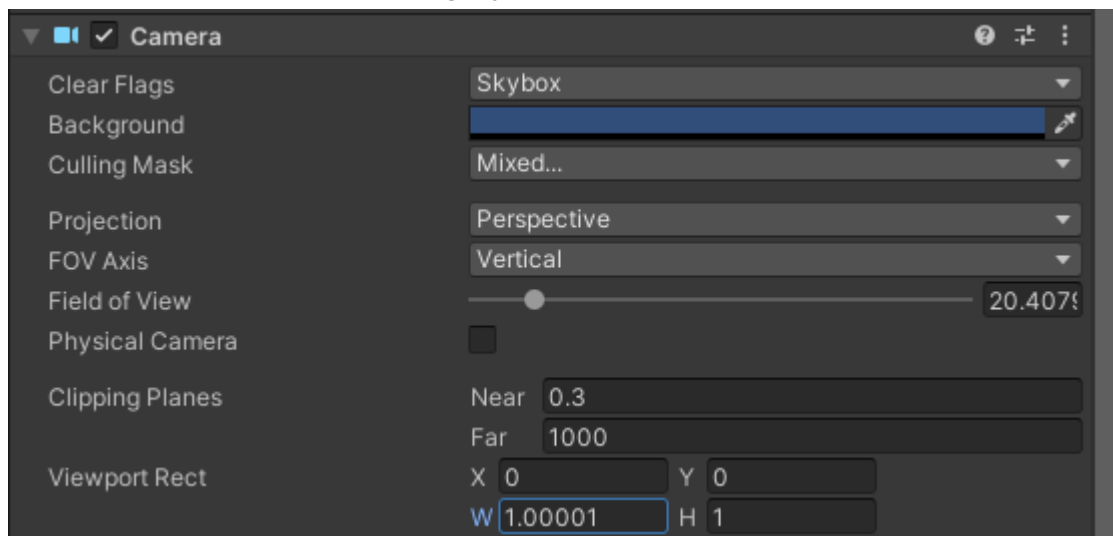 Camera
Clear Flags Skybox
Background
Culling Mask Mixed...
Projection Perspective
FOV Axis Vertical
Field of View 20.4079
Physical Camera
Clipping Planes Near 0.3
Far 1000
Viewport Rect X 0 Y 0
W 1.00001 H 1